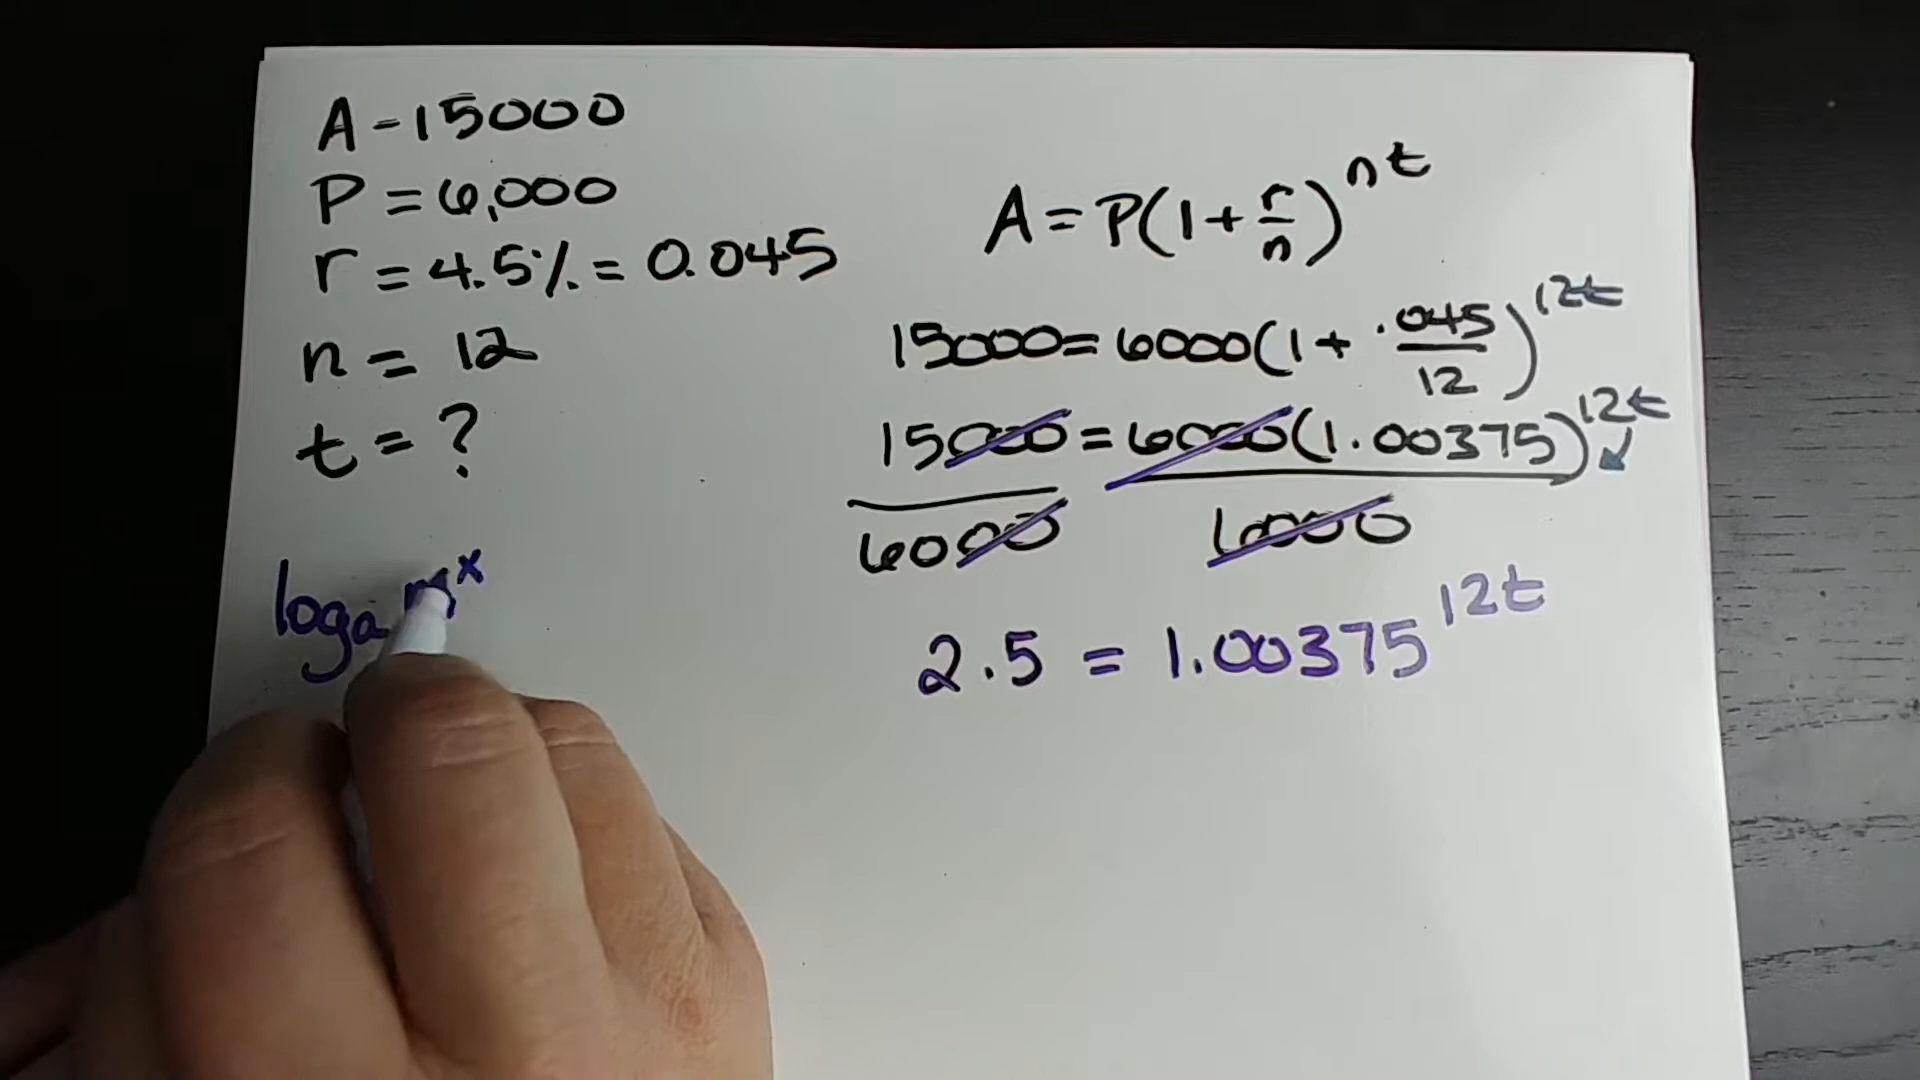 A - 15000
P = 6,000
r = 4.5% = 0.045
n = 12
t = ?
logₐ mˣ
A = P(1 + r/n)^nt
15000 = 6000(1 + .045/12)^12t
15000/6000 = 6000(1.00375)^12t/6000
2.5 = 1.00375^12t